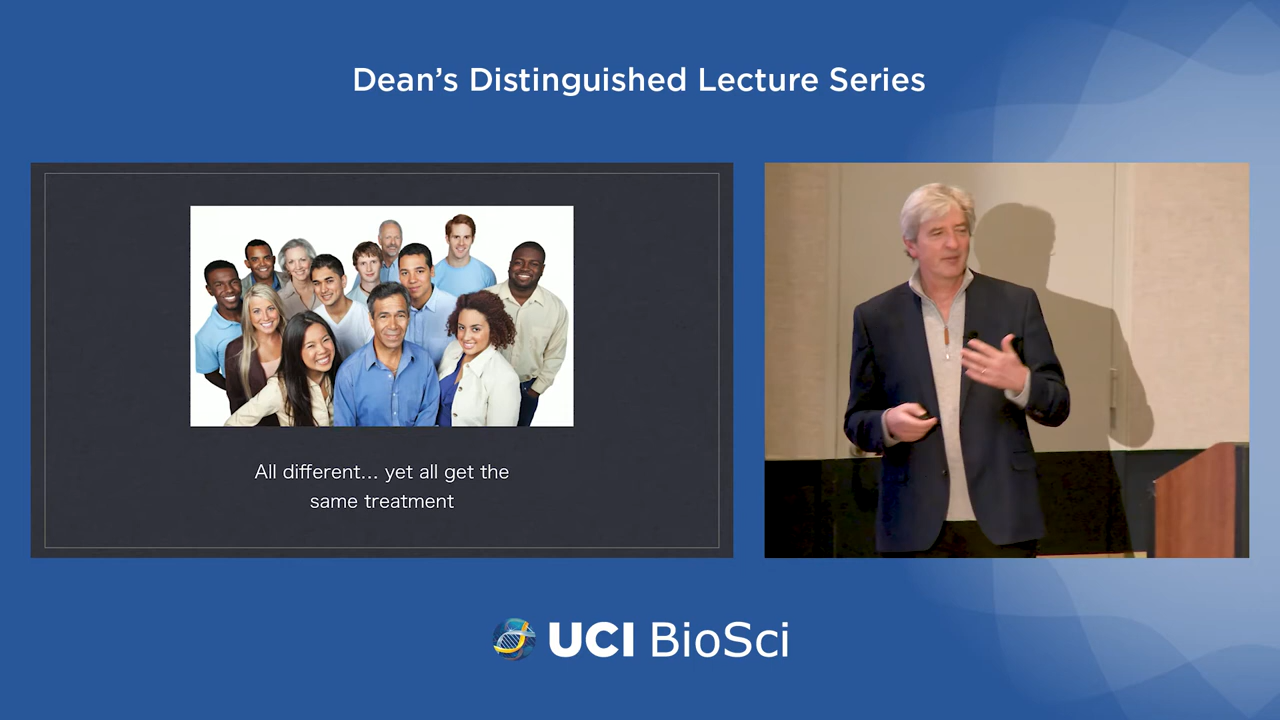 Dean's Distinguished Lecture Series
All different... yet all get the
same treatment
UCI BioSci